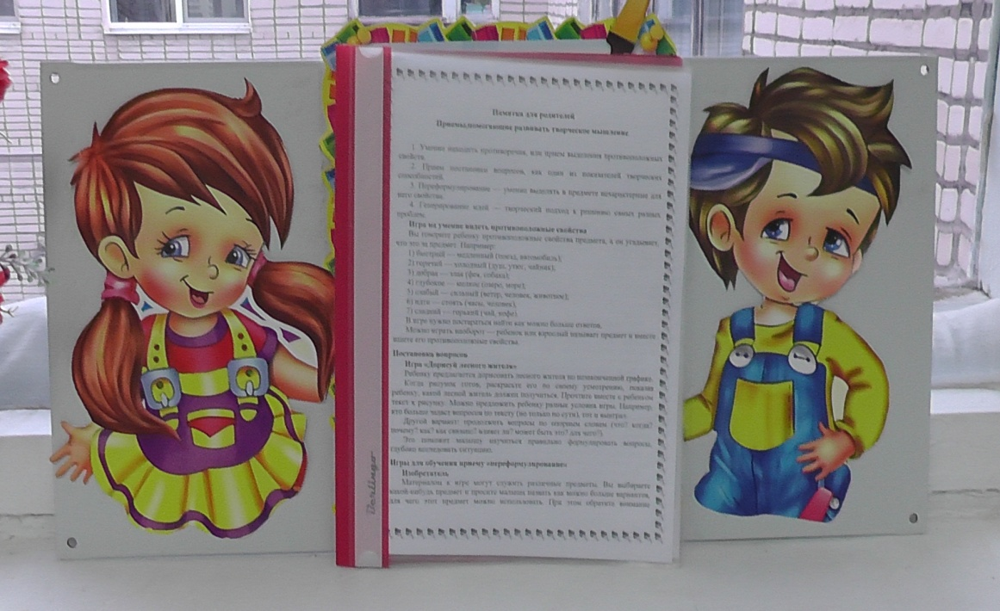 Памятка для родителей
Приемы,помогающие развивать творческое мышление
1. Умение находить противоречия, или прием выделения противоположных
свойств.
2. Прием постановки вопросов, как один из показателей творческих
способностей.
3. Переформулирование — умение выделять в предмете нехарактерные для
него свойства.
4. Генерирование идей — творческий подход к решению самых разных
проблем.
Игра на умение видеть противоположные свойства
Вы говорите ребенку противоположные свойства предмета, а он угадывает,
что это за предмет. Например:
1) быстрый — медленный (поезд, автомобиль);
2) горячий — холодный (душ, утюг, чайник);
3) добрая — злая (фея, собака);
4) глубокое — мелкое (озеро, море);
5) слабый — сильный (ветер, человек, животное);
6) идти — стоять (часы, человек),
7) сладкий — горький (чай, кофе).
В игре нужно постараться найти как можно больше ответов.
Можно играть наоборот — ребенок или взрослый называет предмет и вместе
ищете его противоположные свойства.
Постановка вопросов
Игра «Дорисуй лесного жителя»
Ребенку предлагается дорисовать лесного жителя по незаконченной графике.
Когда рисунок готов, раскрасьте его по своему усмотрению, показав
ребенку, какой лесной житель должен получиться. Прочтите вместе с ребенком
текст к рисунку. Можно предложить ребенку разные условия игры. Например,
кто больше задаст вопросов по тексту (но только по сути), тот и выиграл.
Другой вариант: продолжить вопросы по опорным словам (что? когда?
почему? как? как связано? влияет ли? может быть это? для чего?).
Это поможет малышу научиться правильно формулировать вопросы,
глубоко исследовать ситуацию.
Игры для обучения приему «переформулирование»
Изобретатель
Материалом к игре могут служить различные предметы. Вы выбираете
какой-нибудь предмет и просите малыша назвать как можно больше вариантов,
для чего этот предмет можно использовать. При этом обратите внимание
Berlingo